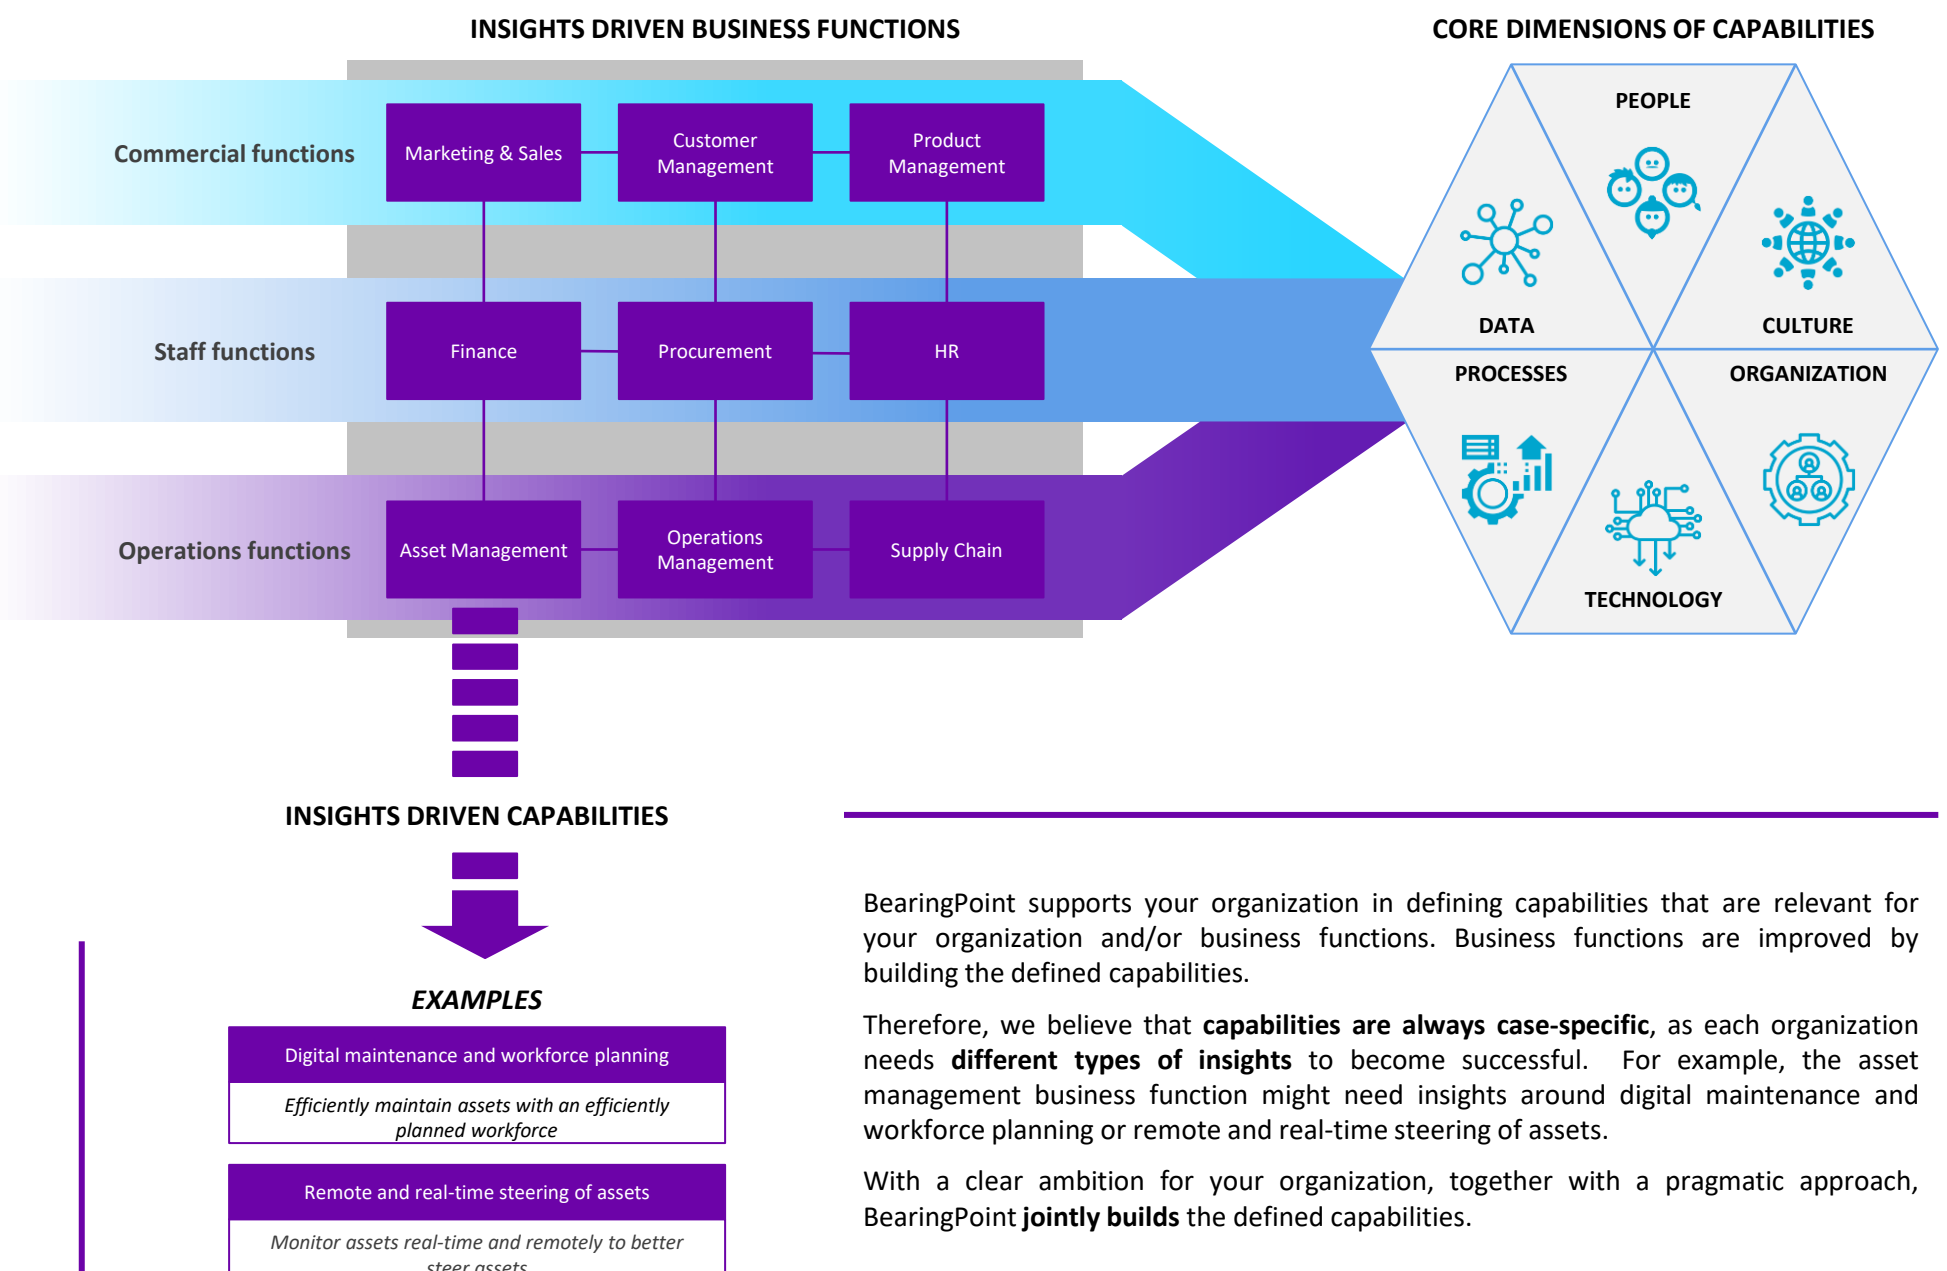 INSIGHTS DRIVEN BUSINESS FUNCTIONS
CORE DIMENSIONS OF CAPABILITIES
Commercial functions
Marketing & Sales
Customer
Management
Product
Management
Staff functions
Finance
Procurement
HR
Operations functions
Asset Management
Operations
Management
Supply Chain
PEOPLE
DATA
CULTURE
PROCESSES
ORGANIZATION
TECHNOLOGY
INSIGHTS DRIVEN CAPABILITIES
EXAMPLES
Digital maintenance and workforce planning
Efficiently maintain assets with an efficiently
planned workforce
Remote and real-time steering of assets
Monitor assets real-time and remotely to better
steer assets
BearingPoint supports your organization in defining capabilities that are relevant for
your organization and/or business functions. Business functions are improved by
building the defined capabilities.
Therefore, we believe that capabilities are always case-specific, as each organization
needs different types of insights to become successful. For example, the asset
management business function might need insights around digital maintenance and
workforce planning or remote and real-time steering of assets.
With a clear ambition for your organization, together with a pragmatic approach,
BearingPoint jointly builds the defined capabilities.